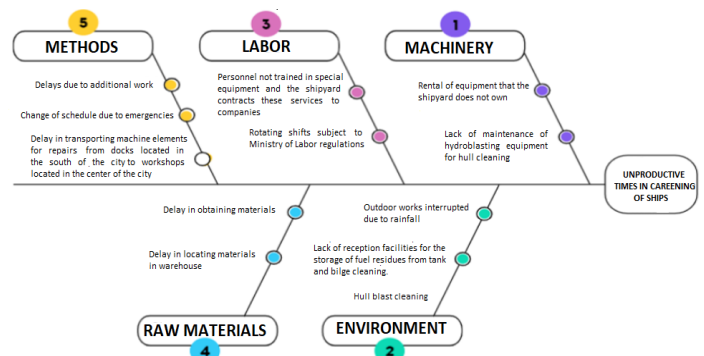 5
METHODS
Delays due to additional work
Change of schedule due to emergencies
Delay in transporting machine elements
for repairs from docks located in
the south of the city to workshops
located in the center of the city
3
LABOR
Personnel not trained in special
equipment and the shipyard
contracts these services to
companies
Rotating shifts subject to
Ministry of Labor regulations
1
MACHINERY
Rental of equipment that the
shipyard does not own
Lack of maintenance of
hydroblasting equipment
for hull cleaning
UNPRODUCTIVE
TIMES IN CAREENING
OF SHIPS
Delay in obtaining materials
Delay in locating materials
in warehouse
RAW MATERIALS
4
Outdoor works interrupted
due to rainfall
Lack of reception facilities for the
storage of fuel residues from tank
and bilge cleaning.
Hull blast cleaning
ENVIRONMENT
2